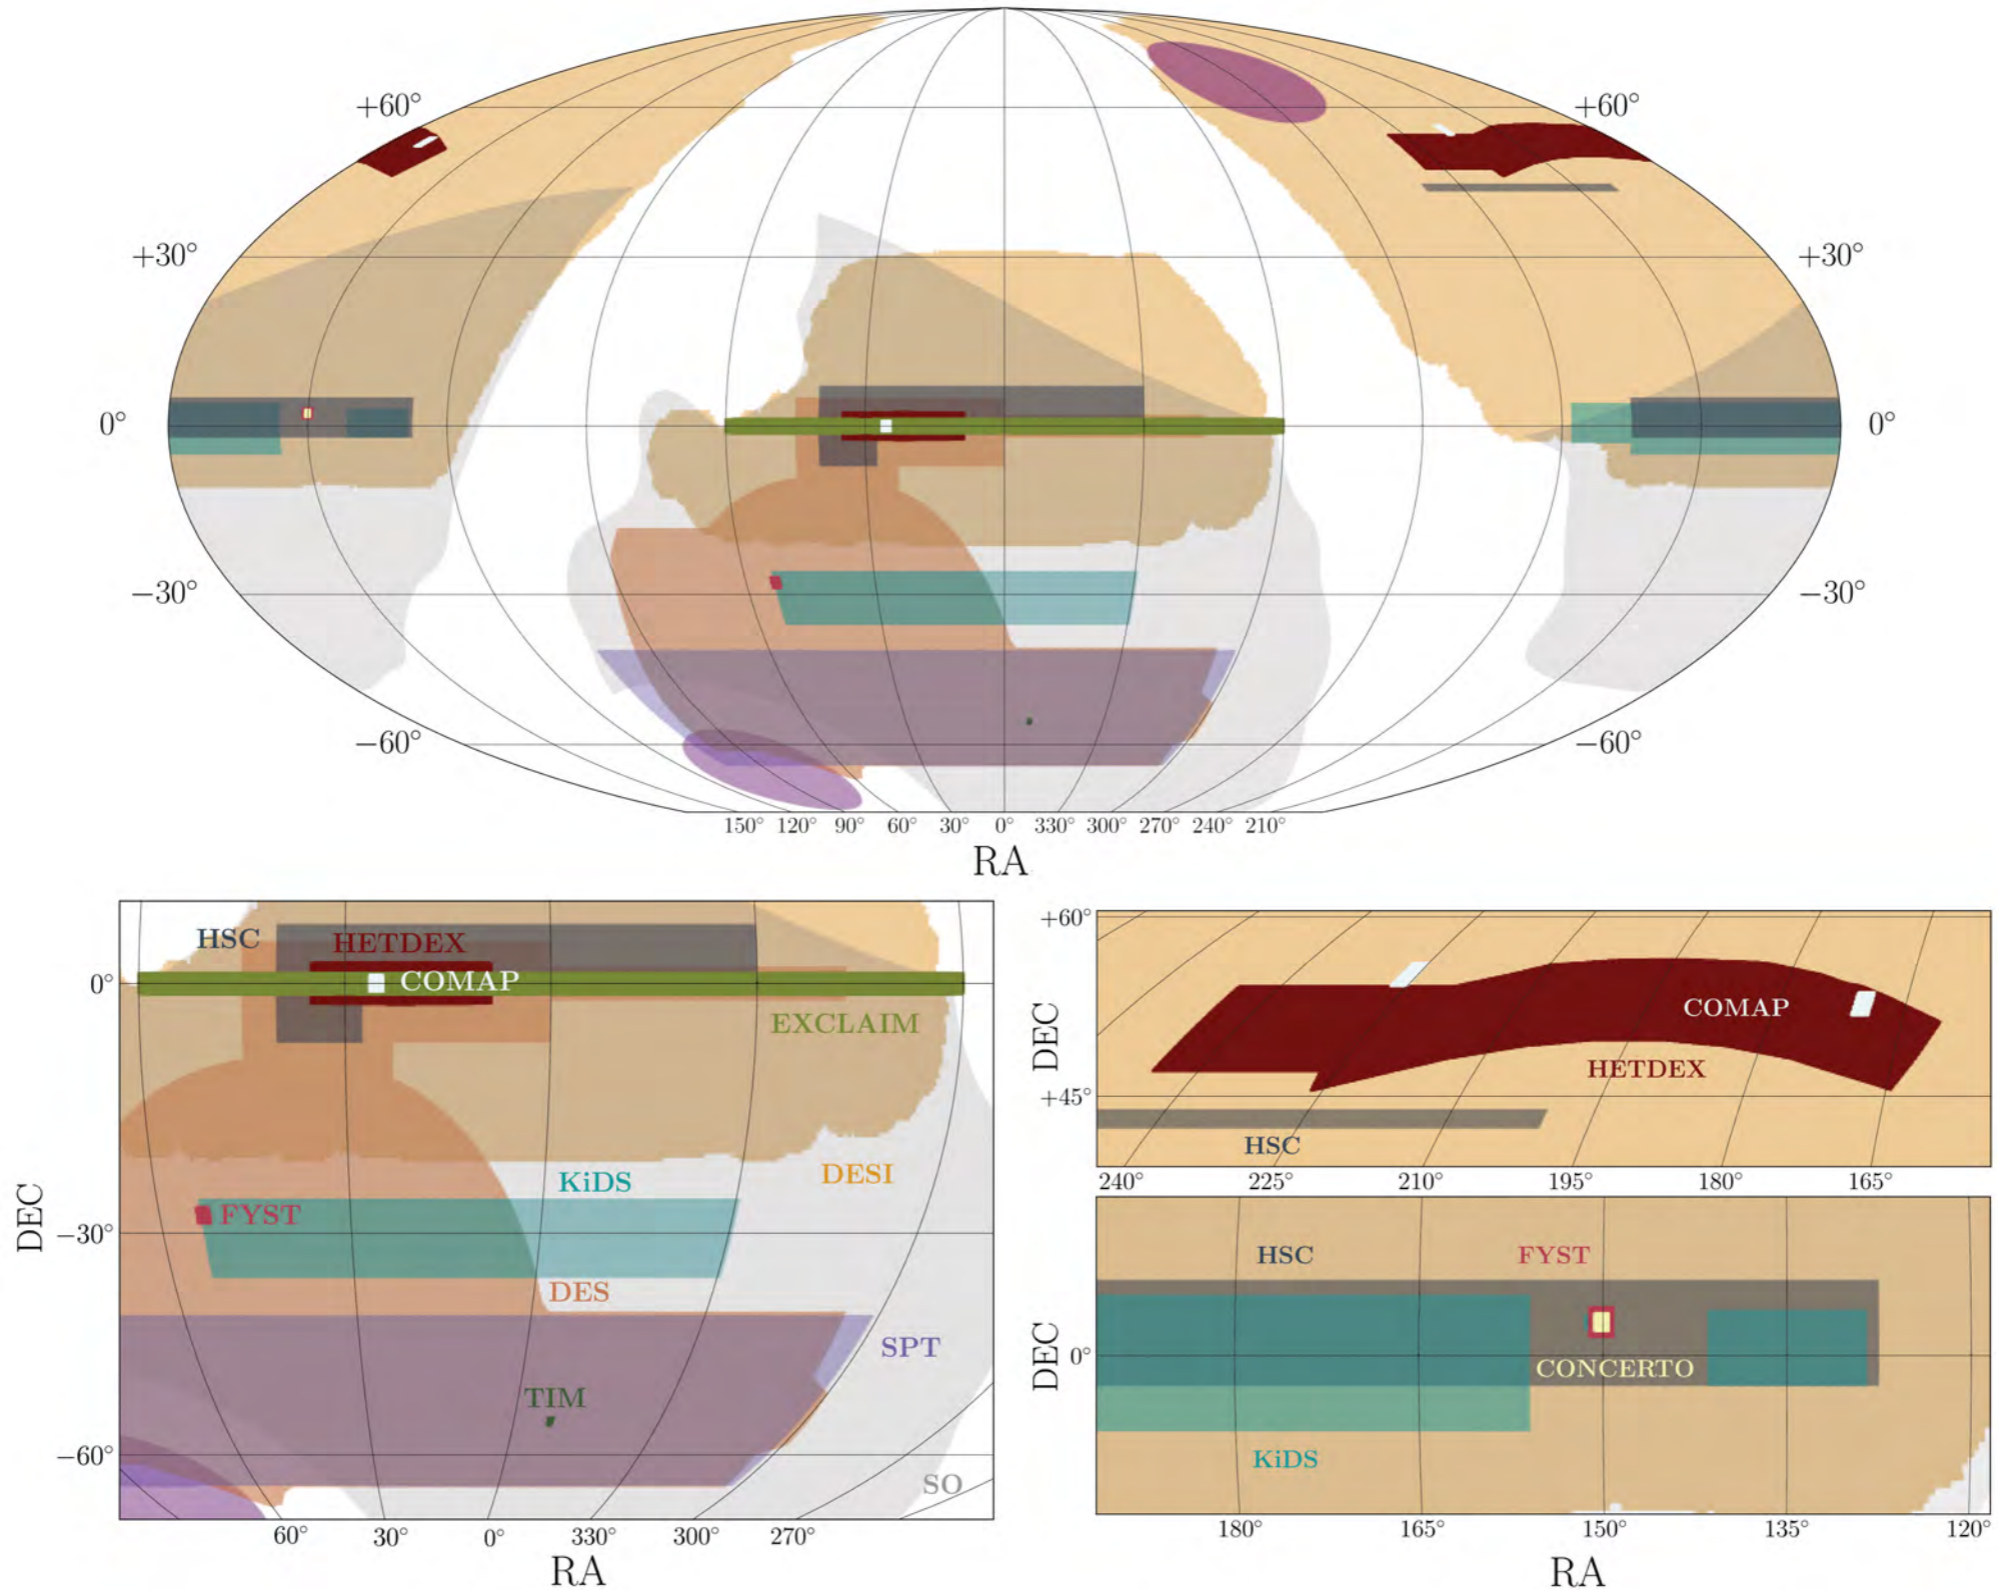 +60° +60°
+30° +30°
0° 0°
−30° −30°
−60° −60°
150° 120° 90° 60° 30° 0° 330° 300° 270° 240° 210°
RA
HSC HETDEX
COMAP
0°
EXCLAIM
KiDS DESI
FYST
DEC
−30°
DES
SPT
TIM
−60°
SO
60° 30° 0° 330° 300° 270°
RA
+60°
COMAP
DEC
HETDEX
+45°
HSC
240° 225° 210° 195° 180° 165°
HSC FYST
DEC
0°
CONCERTO
KiDS
180° 165° 150° 135° 120°
RA